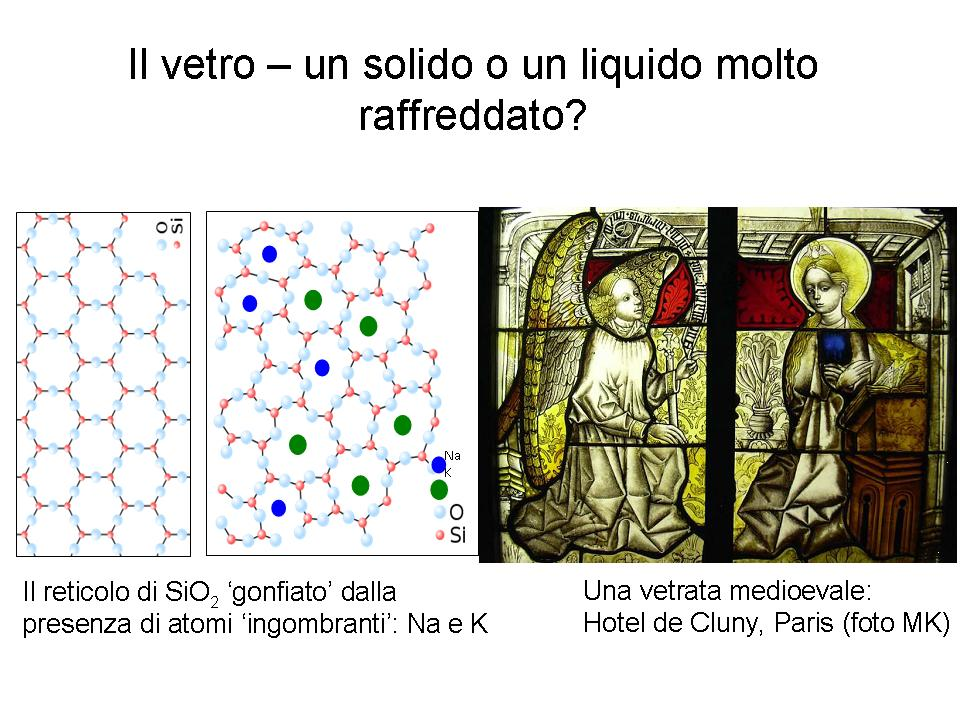 Il vetro – un solido o un liquido molto
raffreddato?
O
Si
Na
K
O
Si
Il reticolo di SiO2 ‘gonfiato’ dalla
presenza di atomi ‘ingombranti’: Na e K
Una vetrata medioevale:
Hotel de Cluny, Paris (foto MK)